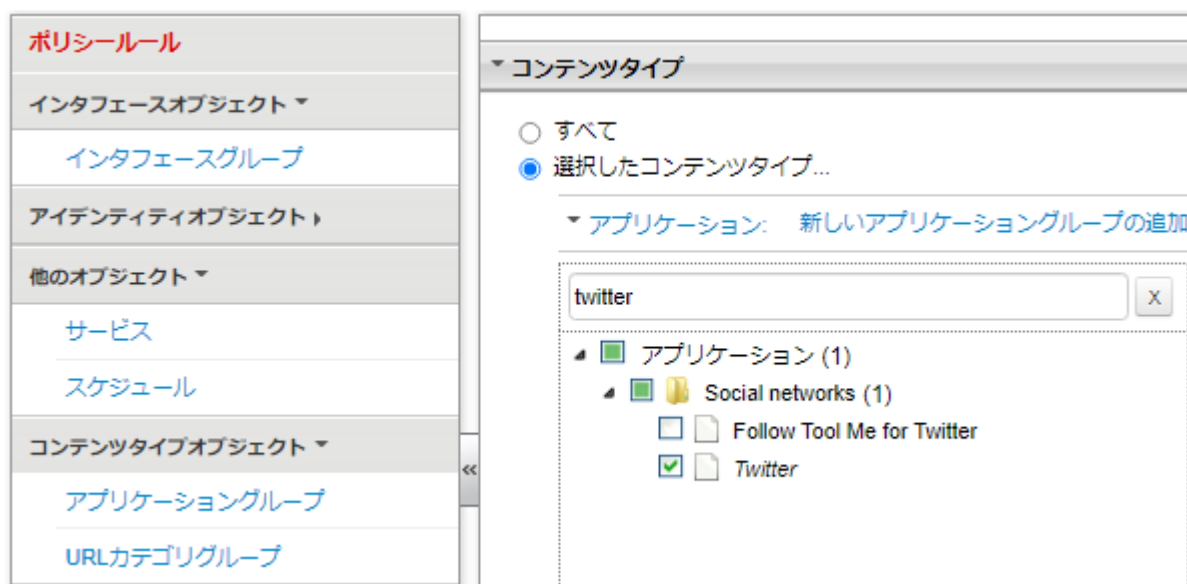 ポリシールール
インタフェースオブジェクト
インタフェースグループ
アイデンティティオブジェクト
他のオブジェクト
サービス
スケジュール
コンテンツタイプオブジェクト
アプリケーショングループ
URLカテゴリグループ
«
コンテンツタイプ
すべて
選択したコンテンツタイプ...
アプリケーション: 新しいアプリケーショングループの追加
twitter X
アプリケーション (1)
Social networks (1)
Follow Tool Me for Twitter
Twitter